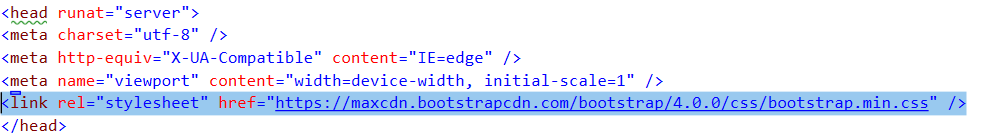 <head runat="server">
<meta charset="utf-8" />
<meta http-equiv="X-UA-Compatible" content="IE=edge" />
<meta name="viewport" content="width=device-width, initial-scale=1" />
<link rel="stylesheet" href="https://maxcdn.bootstrapcdn.com/bootstrap/4.0.0/css/bootstrap.min.css" />
</head>